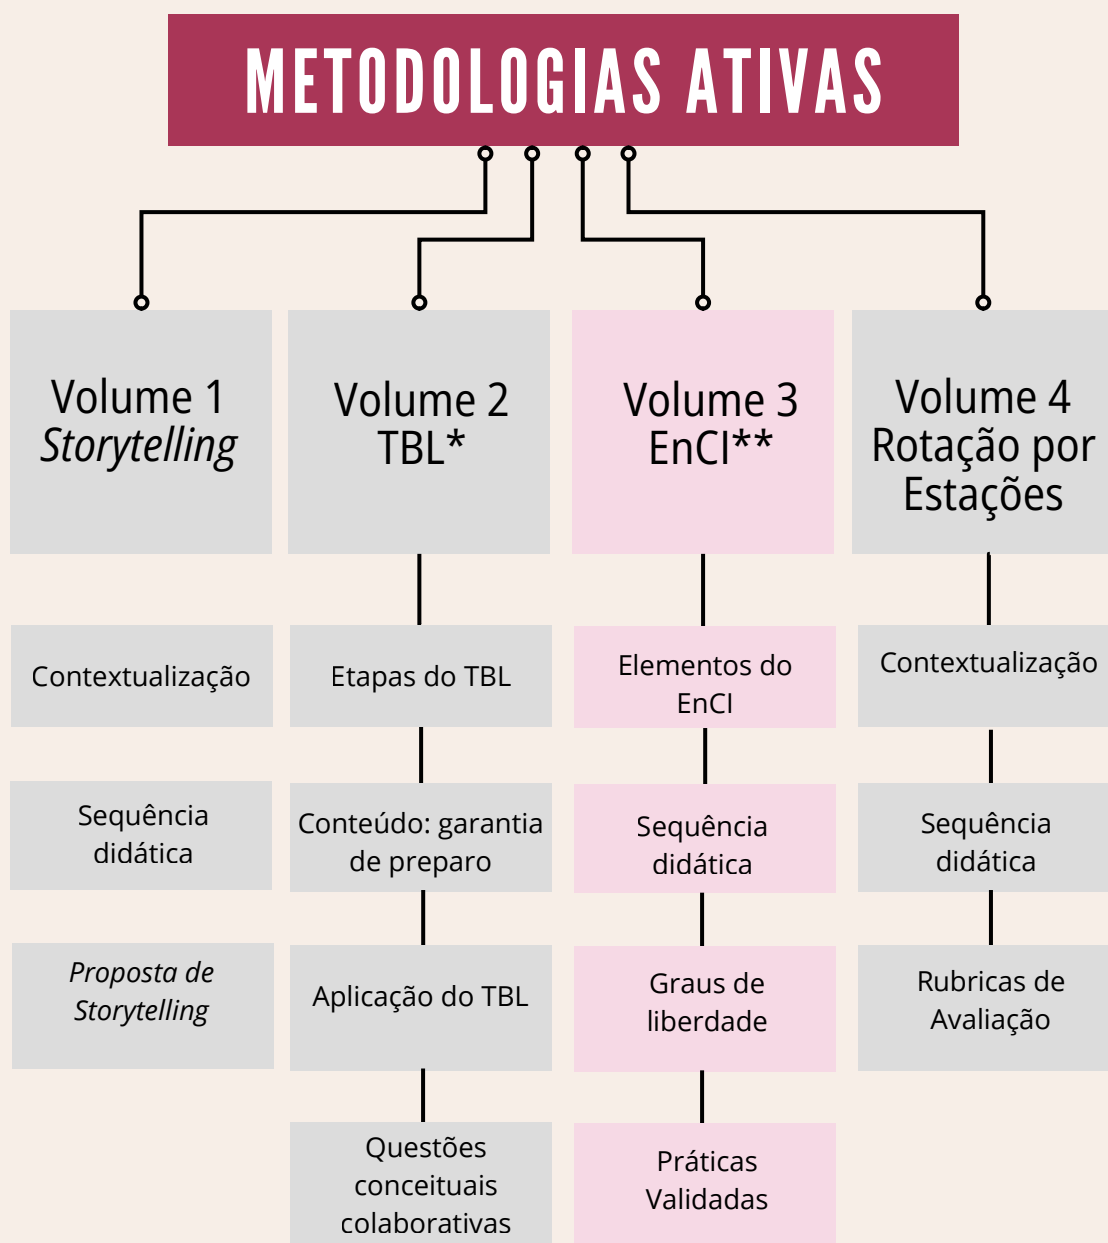 METODOLOGIAS ATIVAS
Volume 1
Storytelling
Volume 2
TBL*
Volume 3
EnCI**
Volume 4
Rotação por
Estações
Contextualização
Etapas do TBL
Elementos do
EnCI
Contextualização
Sequência
didática
Conteúdo: garantia
de preparo
Sequência
didática
Sequência
didática
Proposta de
Storytelling
Aplicação do TBL
Graus de
liberdade
Rubricas de
Avaliação
Questões
conceituais
colaborativas
Práticas
Validadas